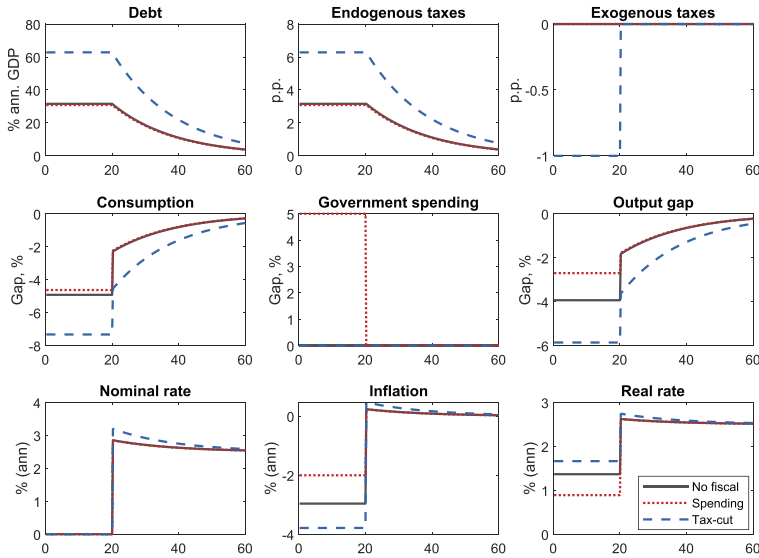 Debt
% ann. GDP
80
60
40
20
0
0 20 40 60
Endogenous taxes
p.p.
8
6
4
2
0
0 20 40 60
Exogenous taxes
p.p.
0
-0.5
-1
0 20 40 60
Consumption
Gap, %
0
-2
-4
-6
-8
0 20 40 60
Government spending
Gap, %
5
4
3
2
1
0
0 20 40 60
Output gap
Gap, %
0
-2
-4
-6
0 20 40 60
Nominal rate
% (ann)
4
3
2
1
0
0 20 40 60
Inflation
% (ann)
0
-2
-4
0 20 40 60
Real rate
% (ann)
3
2
1
0
0 20 40 60
No fiscal
Spending
Tax-cut